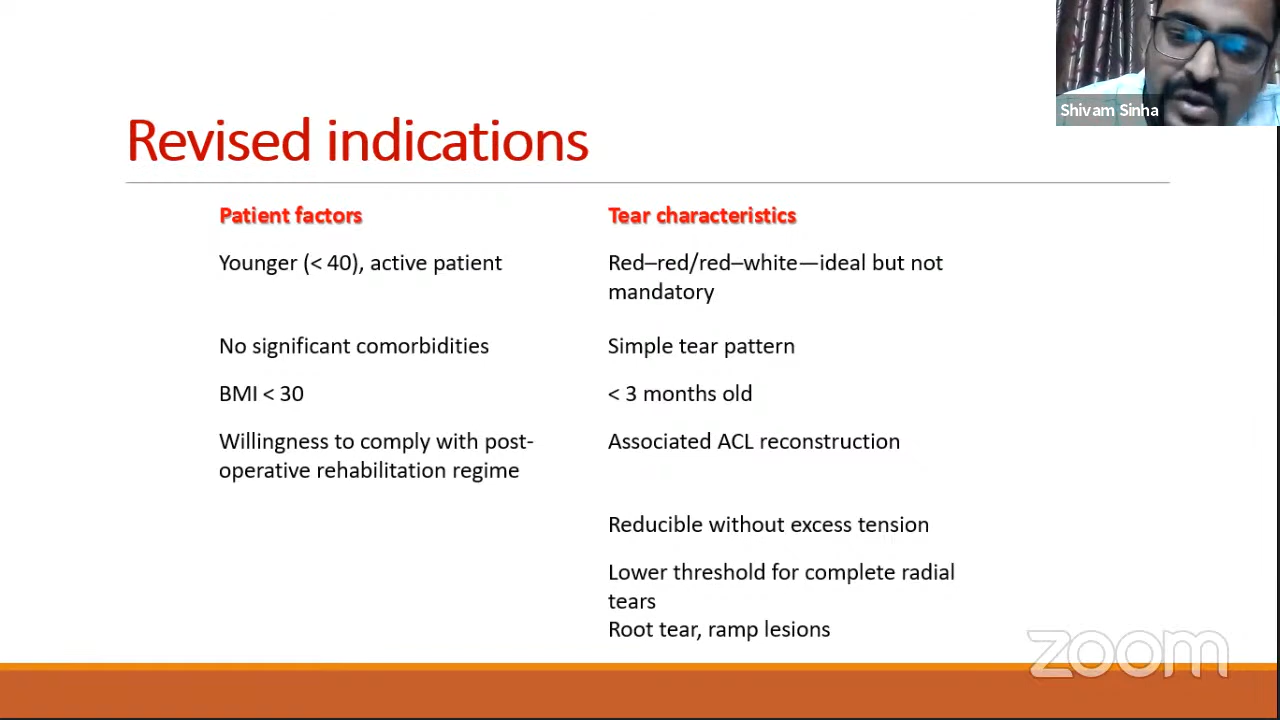 Shivam Sinha
Revised indications
Patient factors
Tear characteristics
Younger (< 40), active patient
Red–red/red–white—ideal but not
mandatory
No significant comorbidities
Simple tear pattern
BMI < 30
< 3 months old
Willingness to comply with post-
operative rehabilitation regime
Associated ACL reconstruction
Reducible without excess tension
Lower threshold for complete radial
tears
Root tear, ramp lesions
zoom